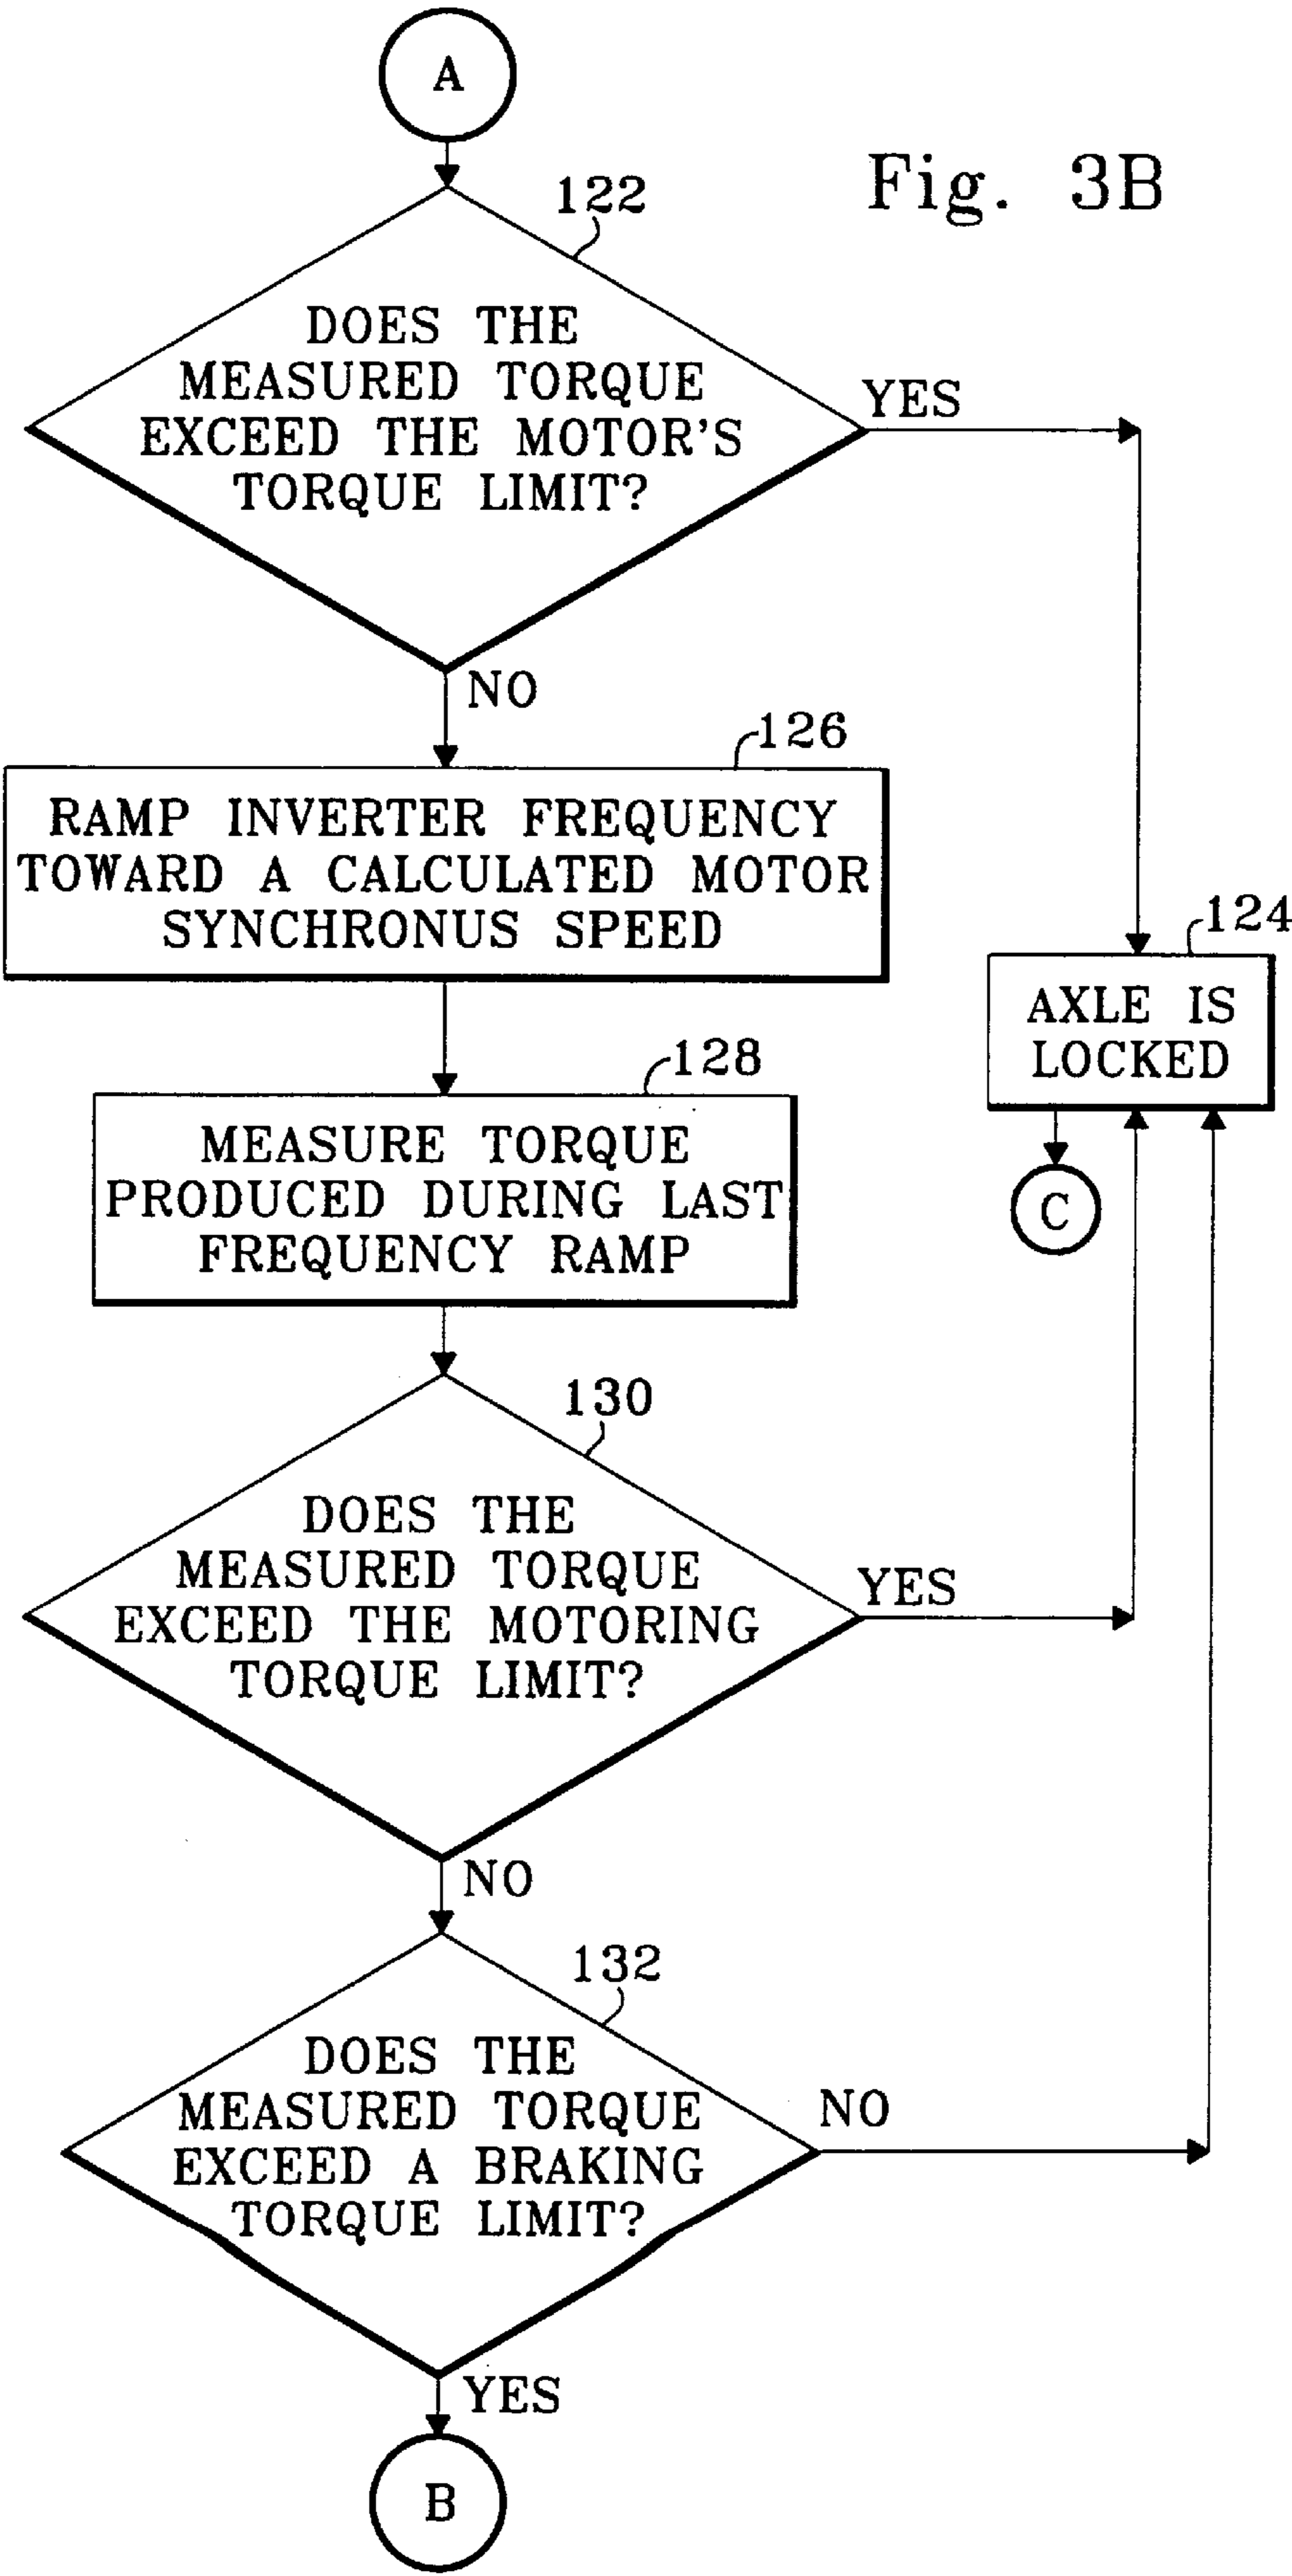 A
Fig. 3B
122
DOES THE
MEASURED TORQUE
EXCEED THE MOTOR'S
TORQUE LIMIT?
YES
NO
126
RAMP INVERTER FREQUENCY
TOWARD A CALCULATED MOTOR
SYNCHRONUS SPEED
124
AXLE IS
LOCKED
C
128
MEASURE TORQUE
PRODUCED DURING LAST
FREQUENCY RAMP
130
DOES THE
MEASURED TORQUE
EXCEED THE MOTORING
TORQUE LIMIT?
YES
NO
132
DOES THE
MEASURED TORQUE
EXCEED A BRAKING
TORQUE LIMIT?
NO
YES
B